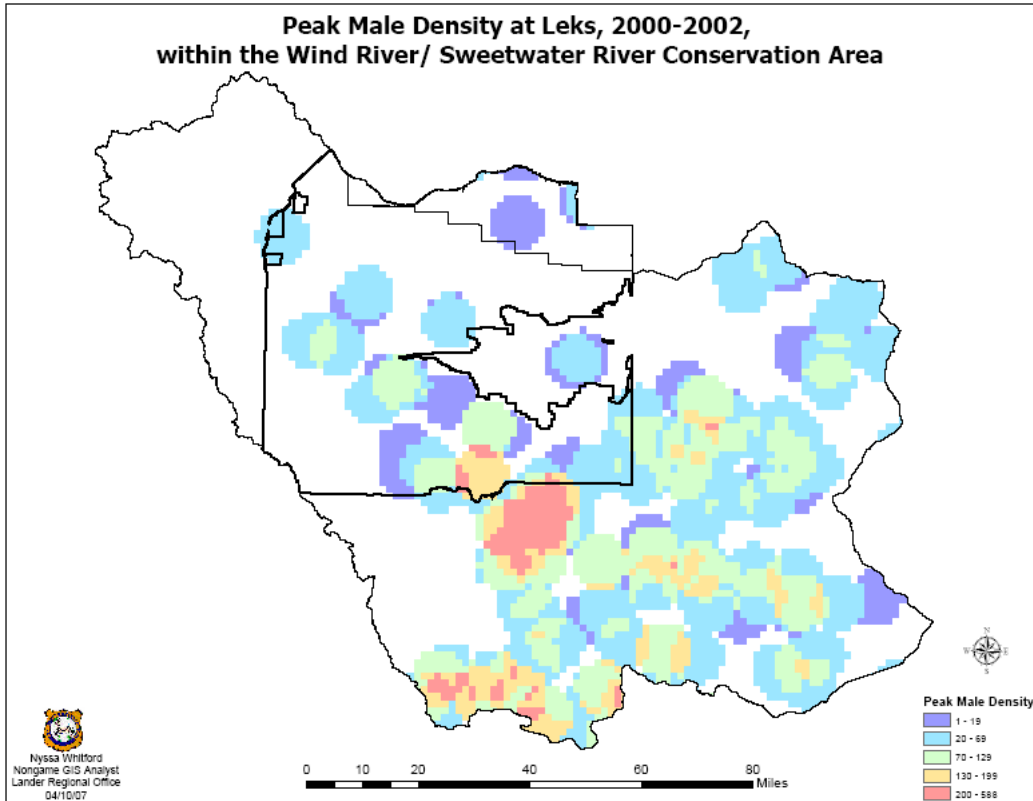 Peak Male Density at Leks, 2000-2002,
within the Wind River/ Sweetwater River Conservation Area
N
W E
S
Peak Male Density
1 - 19
20 - 69
70 - 129
130 - 199
200 - 588
Nyssa Whitford
Nongame GIS Analyst
Lander Regional Office
04/10/07
0 10 20 40 60 80
Miles